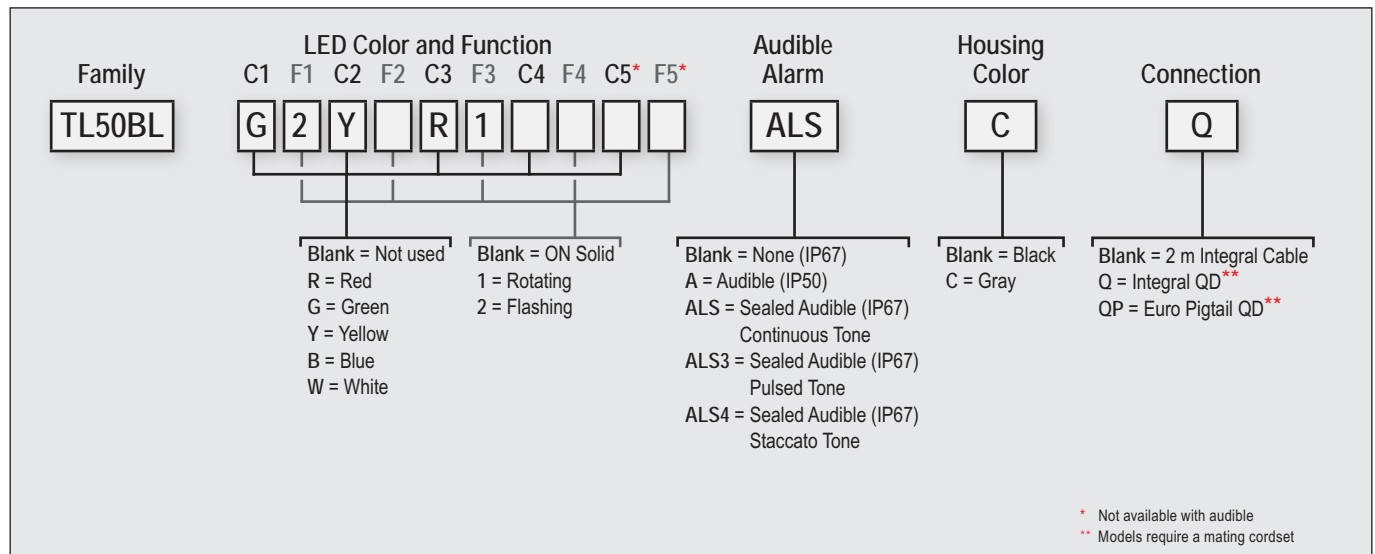 LED Color and Function
Audible
Housing
Family
C1 F1 C2 F2 C3 F3 C4 F4 C5* F5*
Alarm
Color
Connection
TL50BL
G 2 Y R 1
ALS
C
Q
Blank = Not used
R = Red
G = Green
Y = Yellow
B = Blue
W = White
Blank = ON Solid
1 = Rotating
2 = Flashing
Blank = None (IP67)
A = Audible (IP50)
ALS = Sealed Audible (IP67)
Continuous Tone
ALS3 = Sealed Audible (IP67)
Pulsed Tone
ALS4 = Sealed Audible (IP67)
Staccato Tone
Blank = Black
C = Gray
Blank = 2 m Integral Cable
Q = Integral QD**
QP = Euro Pigtail QD**
* Not available with audible
** Models require a mating cordset